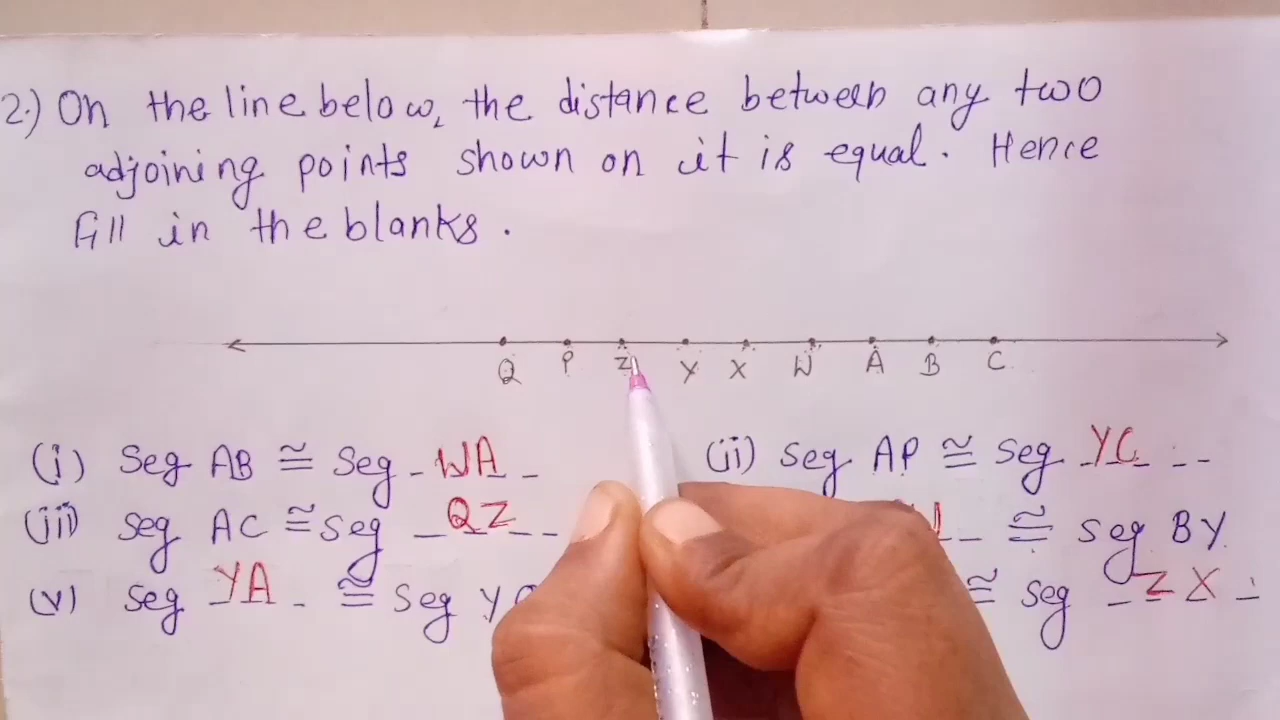 2.) On the line below, the distance between any two
adjoining points shown on it is equal. Hence
fill in the blanks.
Q P Z Y X W A B C
(i) Seg AB ≅ Seg - WA - (ii) Seg AP ≅ Seg YC
(iii) Seg AC ≅ Seg QZ ≅ Seg BY
(v) Seg YA ≅ Seg Y ≅ Seg ZX